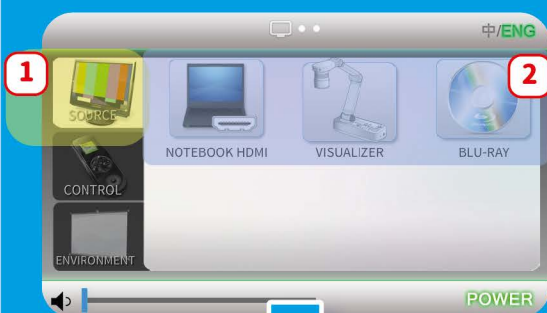 中/ENG
1
2
SOURCE
NOTEBOOK HDMI
VISUALIZER
BLU-RAY
CONTROL
ENVIRONMENT
POWER